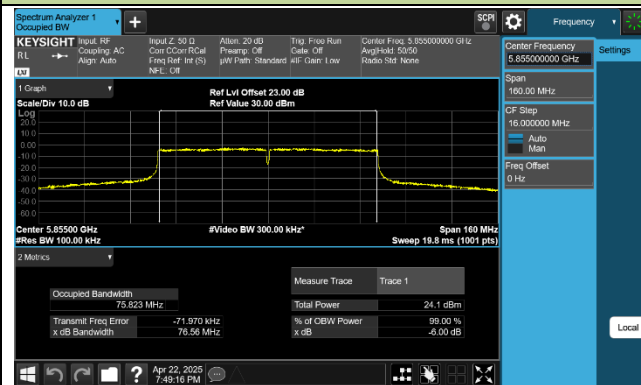 Spectrum Analyzer 1
Occupied BW
SCPI
Frequency
KEYSIGHT
RL
LXI
Input: RF
Coupling: AC
Align: Auto
Input Z: 50 Ω
Corr CCorr RCal
Freq Ref: Int (S)
NFE: Off
Atten: 20 dB
Preamp: Off
µW Path: Standard
Trig: Free Run
Gate: Off
#IF Gain: Low
Center Freq: 5.855000000 GHz
Avg|Hold: 50/50
Radio Std: None
Center Frequency
5.855000000 GHz
Settings
Span
160.00 MHz
CF Step
16.000000 MHz
Auto
Man
Freq Offset
0 Hz
Local
1 Graph
Scale/Div 10.0 dB
Ref Lvl Offset 23.00 dB
Ref Value 30.00 dBm
Log
20.0
10.0
0.00
-10.0
-20.0
-30.0
-40.0
-50.0
-60.0
Center 5.85500 GHz
#Video BW 300.00 kHz*
Span 160 MHz
#Res BW 100.00 kHz
Sweep 19.8 ms (1001 pts)
2 Metrics
Measure Trace
Trace 1
Occupied Bandwidth
75.823 MHz
Total Power
24.1 dBm
Transmit Freq Error
-71.970 kHz
% of OBW Power
99.00 %
x dB Bandwidth
76.56 MHz
x dB
-6.00 dB
Apr 22, 2025
7:49:16 PM